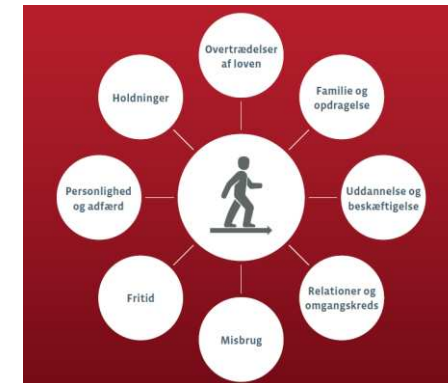 Overtrædelser
af loven
Familie og
opdragelse
Uddannelse og
beskæftigelse
Relationer og
omgangskreds
Misbrug
Fritid
Personlighed
og adfærd
Holdninger